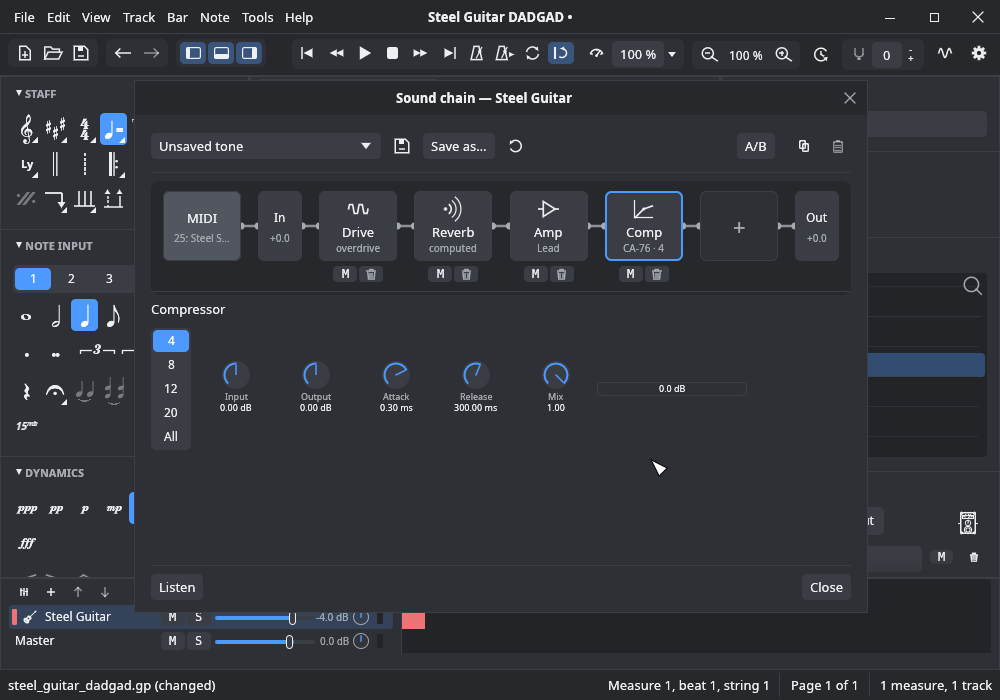 File Edit View Track Bar Note Tools Help
Steel Guitar DADGAD •
100 %
100 %
0
STAFF
Sound chain — Steel Guitar
Unsaved tone
Save as...
A/B
MIDI
25: Steel S...
In
+0.0
Drive
overdrive
Reverb
computed
Amp
Lead
Comp
CA-76 · 4
+
Out
+0.0
M
M
M
M
Ly
NOTE INPUT
1 2 3
3
15mb
Compressor
4
8
12
20
All
Input
0.00 dB
Output
0.00 dB
Attack
0.30 ms
Release
300.00 ms
Mix
1.00
0.0 dB
DYNAMICS
ppp pp p mp
fff
M
Listen
Close
Steel Guitar M S -4.0 dB
Master M S 0.0 dB
steel_guitar_dadgad.gp (changed)
Measure 1, beat 1, string 1
Page 1 of 1
1 measure, 1 track